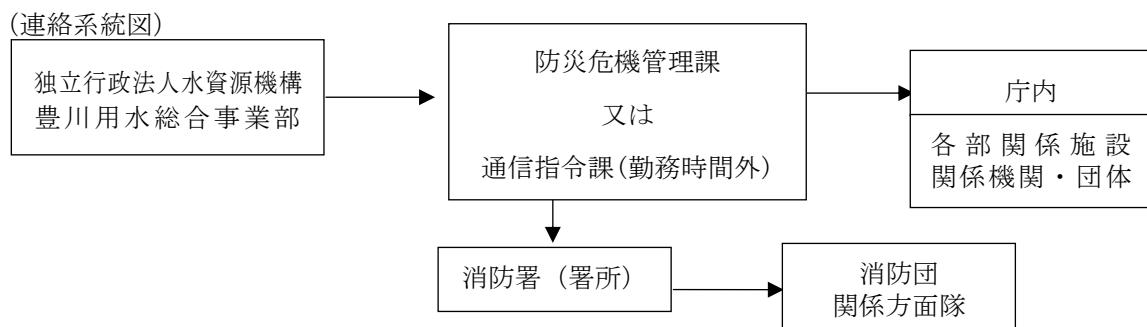 (連絡系統図)
独立行政法人水資源機構
豊川用水総合事業部
防災危機管理課
又は
通信指令課(勤務時間外)
庁内
各部関係施設
関係機関・団体
消防署（署所）
消防団
関係方面隊